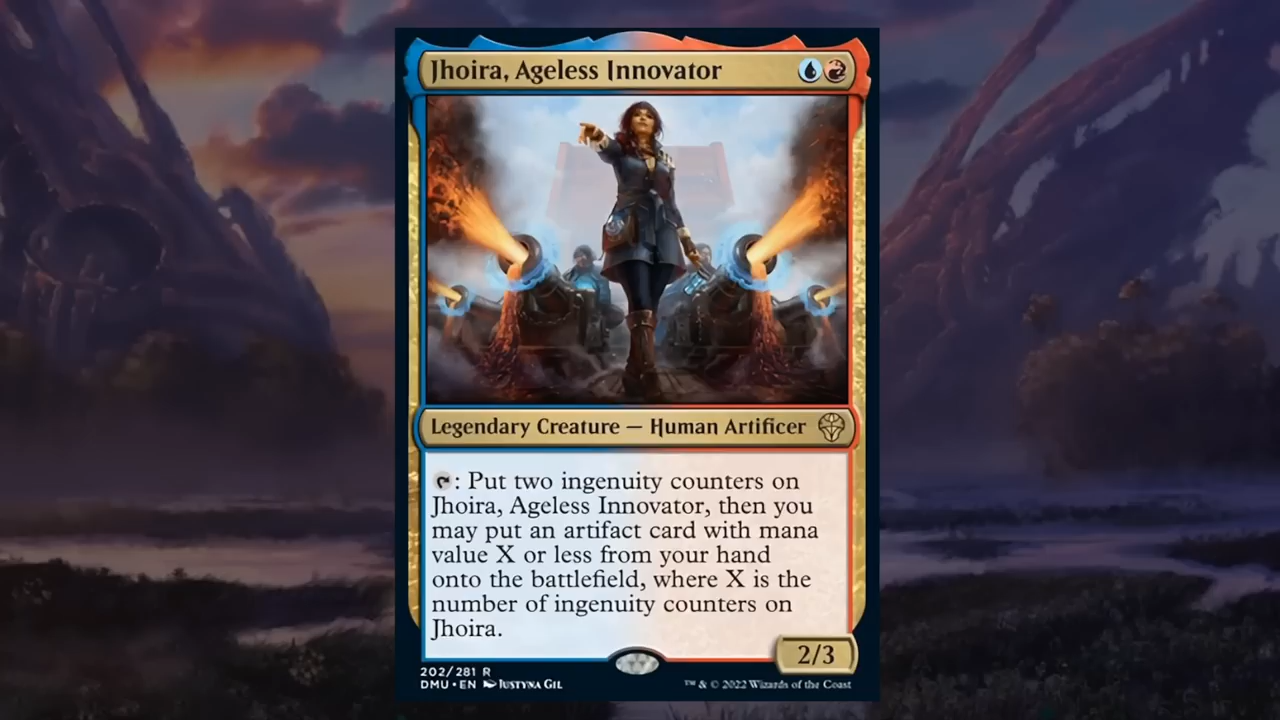 Jhoira, Ageless Innovator
Legendary Creature — Human Artificer
: Put two ingenuity counters on
Jhoira, Ageless Innovator, then you
may put an artifact card with mana
value X or less from your hand
onto the battlefield, where X is the
number of ingenuity counters on
Jhoira.
2/3
202/281 R
DMU • EN Justyna Gil
™ & © 2022 Wizards of the Coast